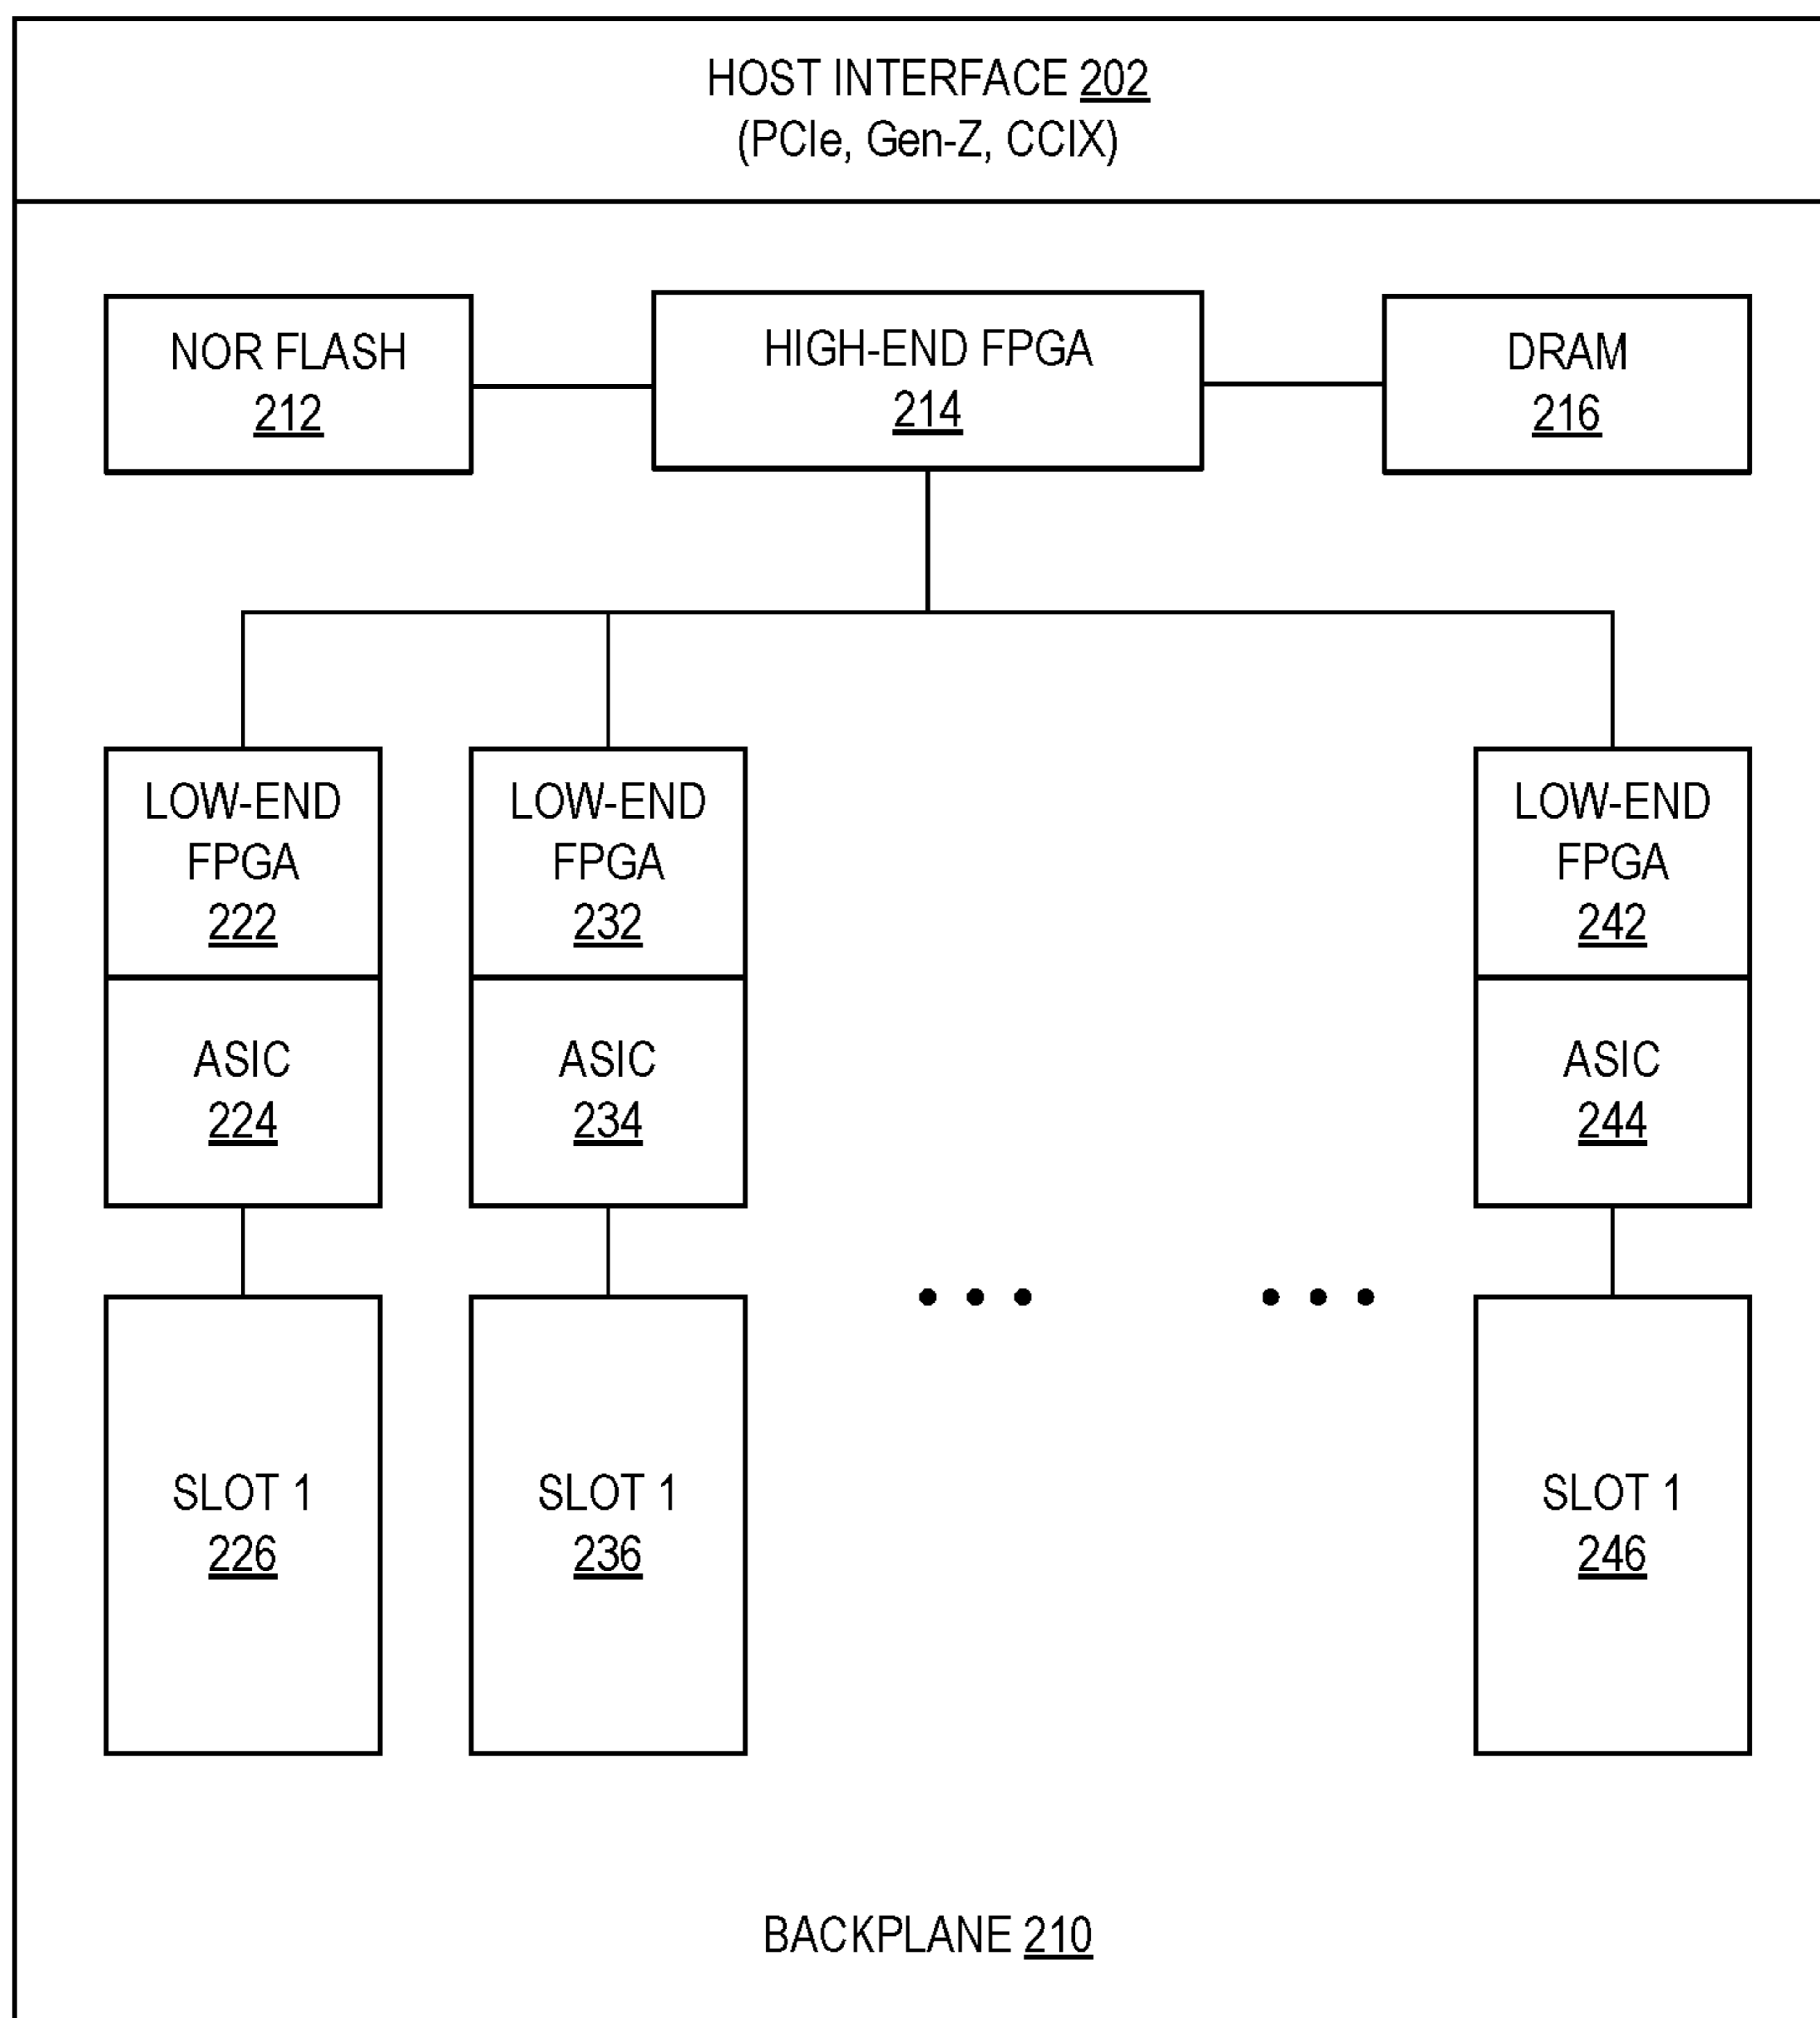 HOST INTERFACE 202
(PCIe, Gen-Z, CCIX)
NOR FLASH
212
HIGH-END FPGA
214
DRAM
216
LOW-END
FPGA
222
LOW-END
FPGA
232
LOW-END
FPGA
242
ASIC
224
ASIC
234
ASIC
244
SLOT 1
226
SLOT 1
236
SLOT 1
246
BACKPLANE 210